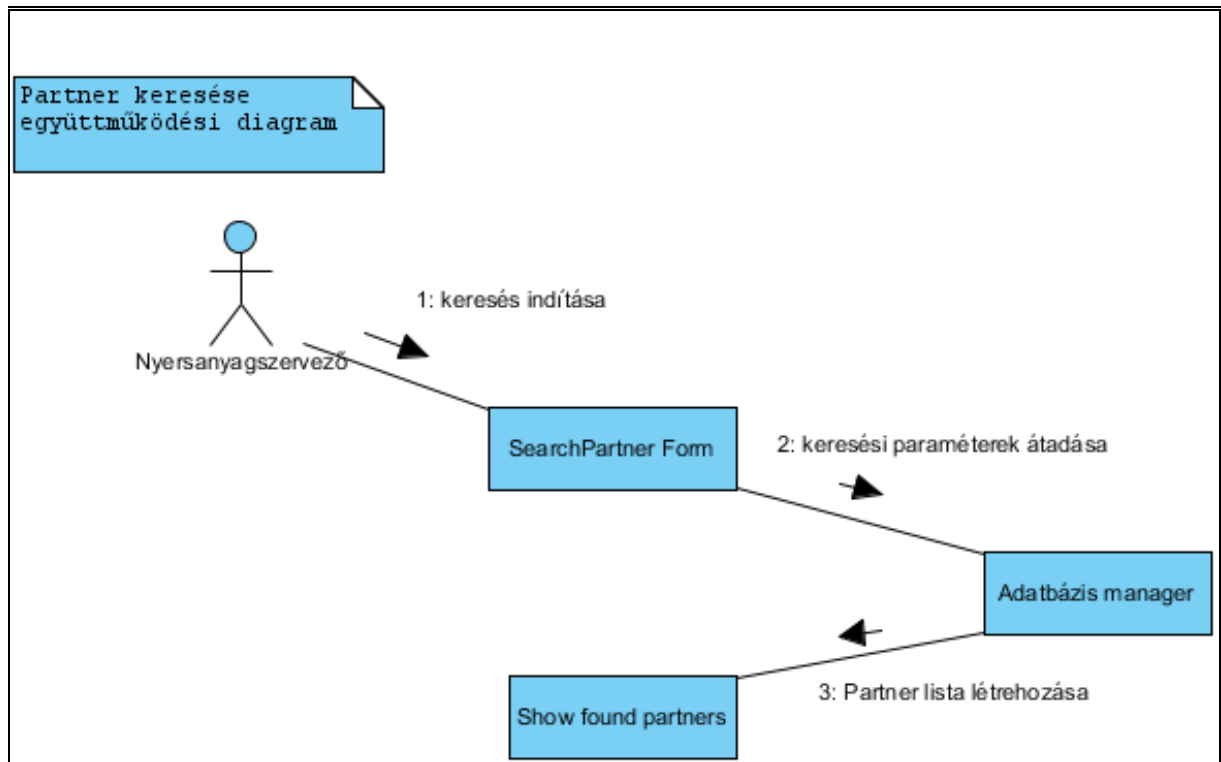 Partner keresése
együttműködési diagram
1: keresés indítása
Nyersanyagszervező
SearchPartner Form
2: keresési paraméterek átadása
Adatbázis manager
3: Partner lista létrehozása
Show found partners